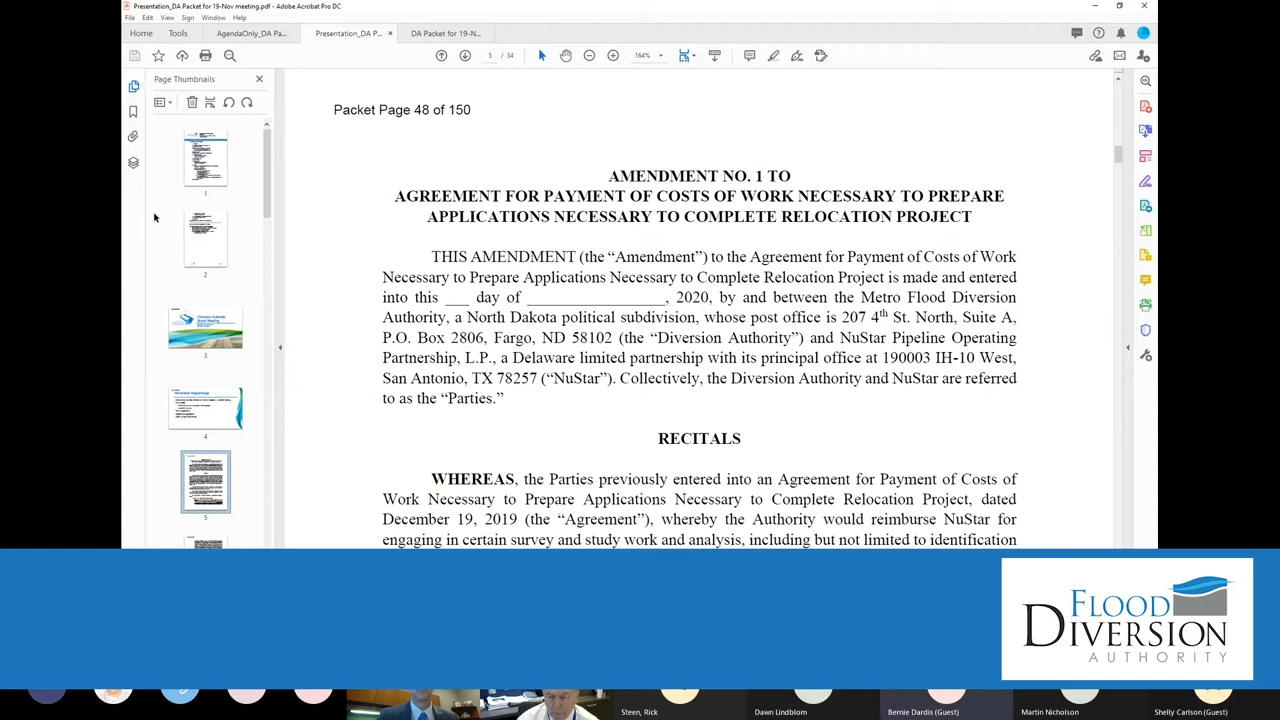 Presentation_DA Packet for 19-Nov meeting.pdf - Adobe Acrobat Pro DC
File Edit View Sign Window Help
Home Tools AgendaOnly_DA Pa... Presentation_DA P... × DA Packet for 19-N...
5 / 34 164%
Page Thumbnails
1
2
3
4
5
Packet Page 48 of 150
AMENDMENT NO. 1 TO
AGREEMENT FOR PAYMENT OF COSTS OF WORK NECESSARY TO PREPARE
APPLICATIONS NECESSARY TO COMPLETE RELOCATION PROJECT
THIS AMENDMENT (the “Amendment”) to the Agreement for Payment of Costs of Work
Necessary to Prepare Applications Necessary to Complete Relocation Project is made and entered
into this ___ day of ________________, 2020, by and between the Metro Flood Diversion
Authority, a North Dakota political subdivision, whose post office is 207 4th St. North, Suite A,
P.O. Box 2806, Fargo, ND 58102 (the “Diversion Authority”) and NuStar Pipeline Operating
Partnership, L.P., a Delaware limited partnership with its principal office at 190003 IH-10 West,
San Antonio, TX 78257 (“NuStar”). Collectively, the Diversion Authority and NuStar are referred
to as the “Parties.”
RECITALS
WHEREAS, the Parties previously entered into an Agreement for Payment of Costs of
Work Necessary to Prepare Applications Necessary to Complete Relocation Project, dated
December 19, 2019 (the “Agreement”), whereby the Authority would reimburse NuStar for
engaging in certain survey and study work and analysis, including but not limited to identification
FLOOD
DIVERSION
AUTHORITY
Steen, Rick Dawn Lindblom Bernie Dardis (Guest) Martin Nicholson Shelly Carlson (Guest)